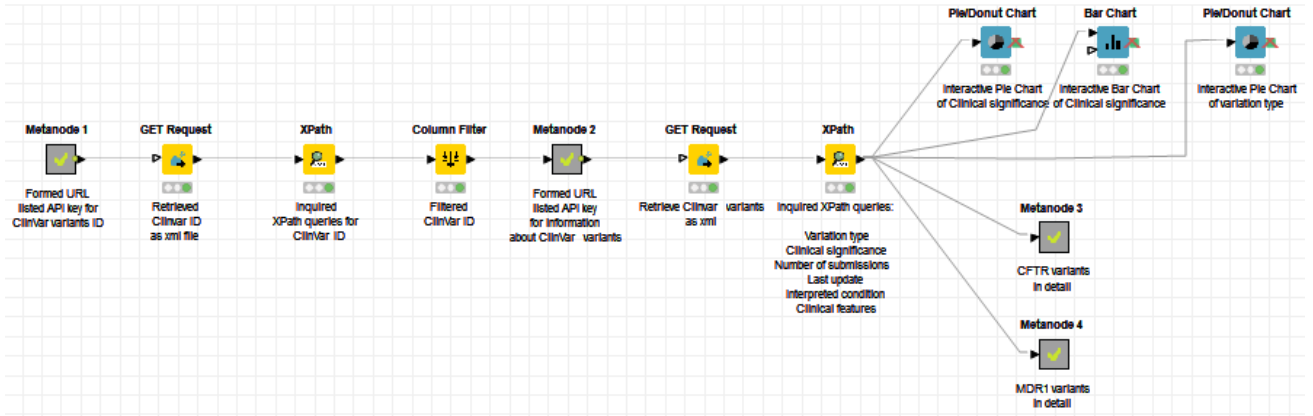 Pie/Donut Chart
Bar Chart
Pie/Donut Chart
Interactive Pie Chart
of Clinical significance
Interactive Bar Chart
of Clinical significance
Interactive Pie Chart
of variation type
Metanode 1
GET Request
XPath
Column Filter
Metanode 2
GET Request
XPath
Formed URL
listed API key for
ClinVar variants ID
Retrieved
Clinvar ID
as xml file
Inquired
XPath queries for
ClinVar ID
Filtered
ClinVar ID
Formed URL
listed API key
for information
about ClinVar variants
Retrieve Clinvar variants
as xml
Inquired XPath queries:
Variation type
Clinical significance
Number of submissions
Last update
Interpreted condition
Clinical features
Metanode 3
CFTR variants
in detail
Metanode 4
MDR1 variants
in detail